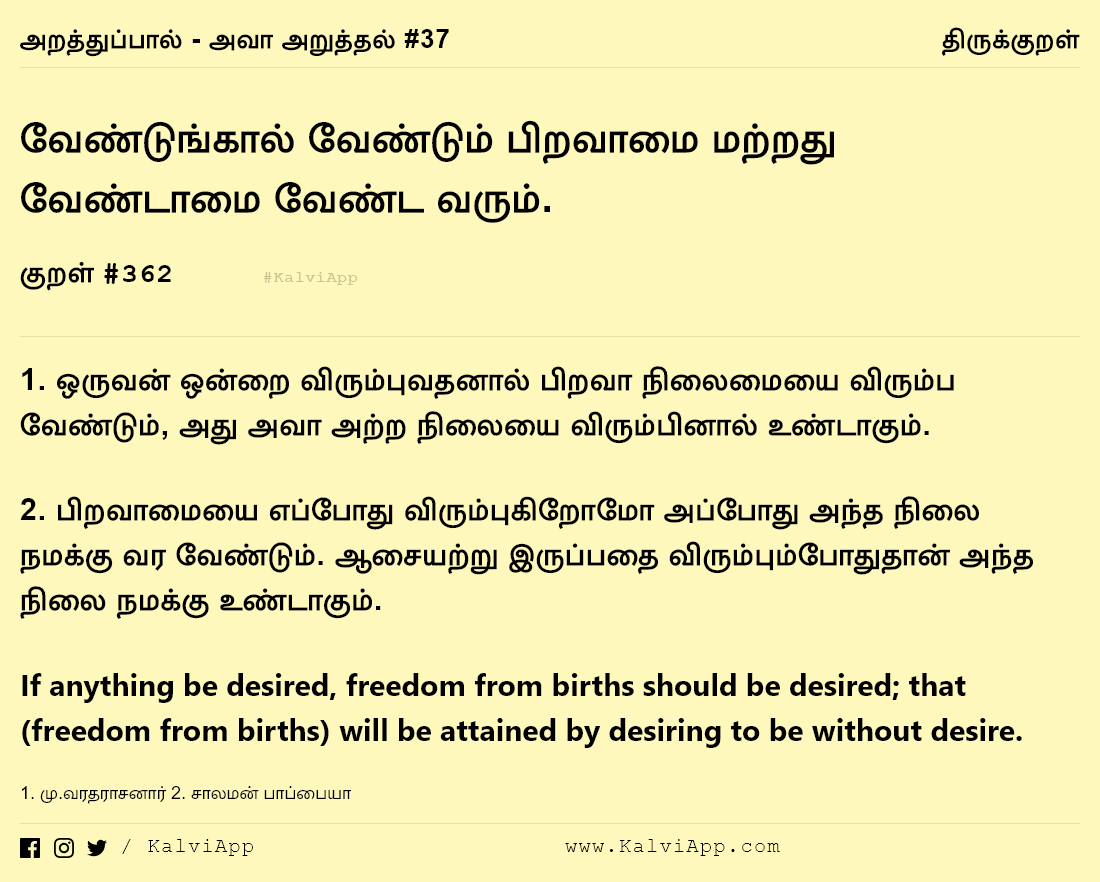 அறத்துப்பால் - அவா அறுத்தல் #37 திருக்குறள்
வேண்டுங்கால் வேண்டும் பிறவாமை மற்றது
வேண்டாமை வேண்ட வரும்.
குறள் #362 #KalviApp
1. ஒருவன் ஒன்றை விரும்புவதனால் பிறவா நிலைமையை விரும்ப
வேண்டும், அது அவா அற்ற நிலையை விரும்பினால் உண்டாகும்.
2. பிறவாமையை எப்போது விரும்புகிறோமோ அப்போது அந்த நிலை
நமக்கு வர வேண்டும். ஆசையற்று இருப்பதை விரும்பும்போதுதான் அந்த
நிலை நமக்கு உண்டாகும்.
If anything be desired, freedom from births should be desired; that
(freedom from births) will be attained by desiring to be without desire.
1. மு.வரதராசனார் 2. சாலமன் பாப்பையா
/ KalviApp www.KalviApp.com